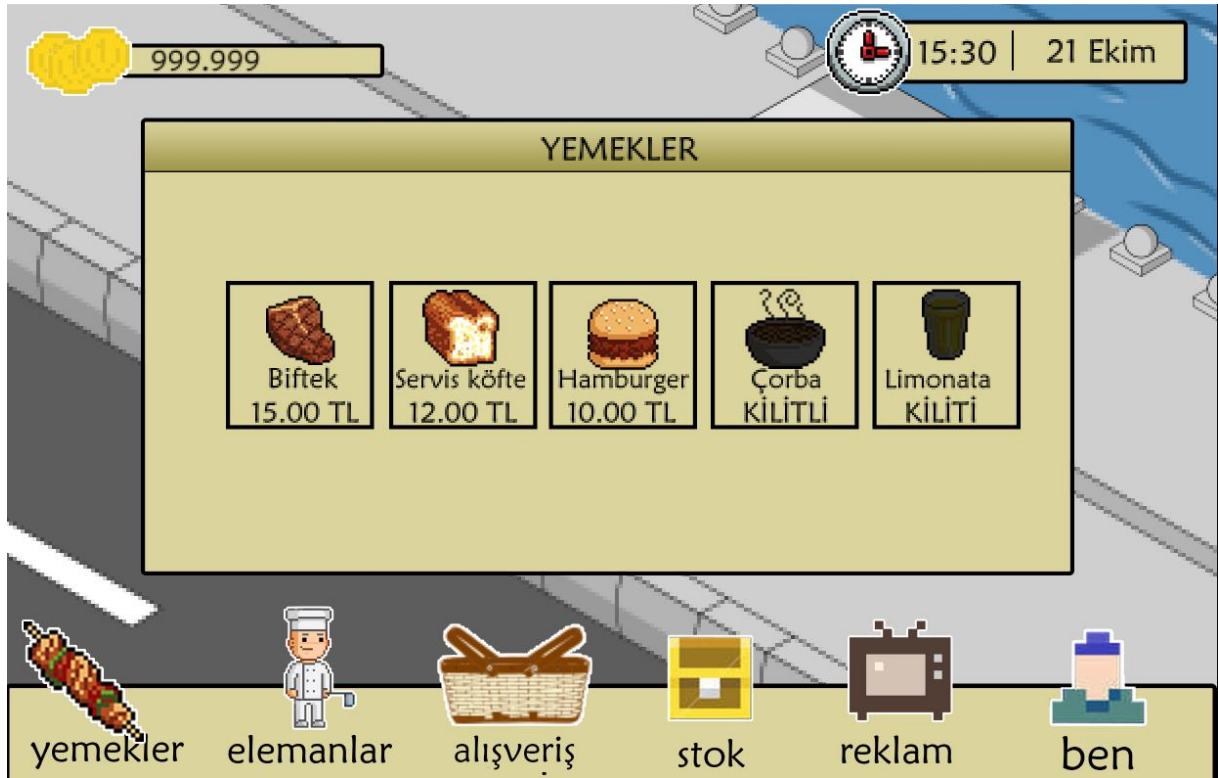 999.999
15:30 | 21 Ekim
YEMEKLER
Biftek
15.00 TL
Servis köfte
12.00 TL
Hamburger
10.00 TL
Çorba
KİLİTLİ
Limonata
KİLİTİ
yemekler
elemanlar
alışveriş
stok
reklam
ben